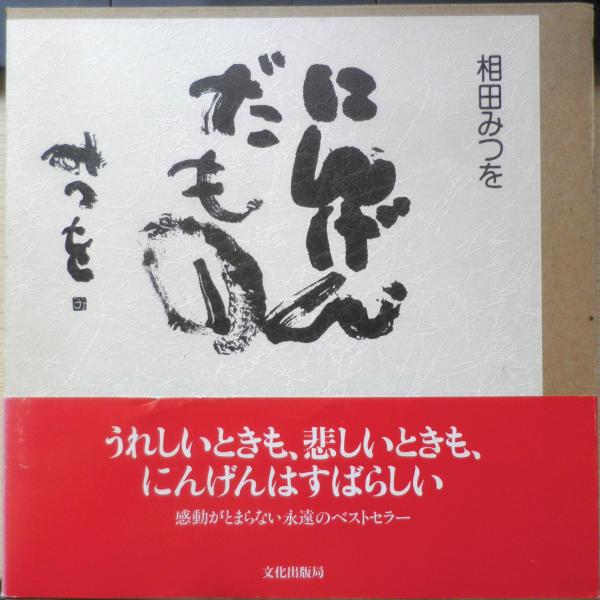 相田みつを
にんげん
だもの
みつを
うれしいときも、悲しいときも、
にんげんはすばらしい
感動がとまらない永遠のベストセラー
文化出版局